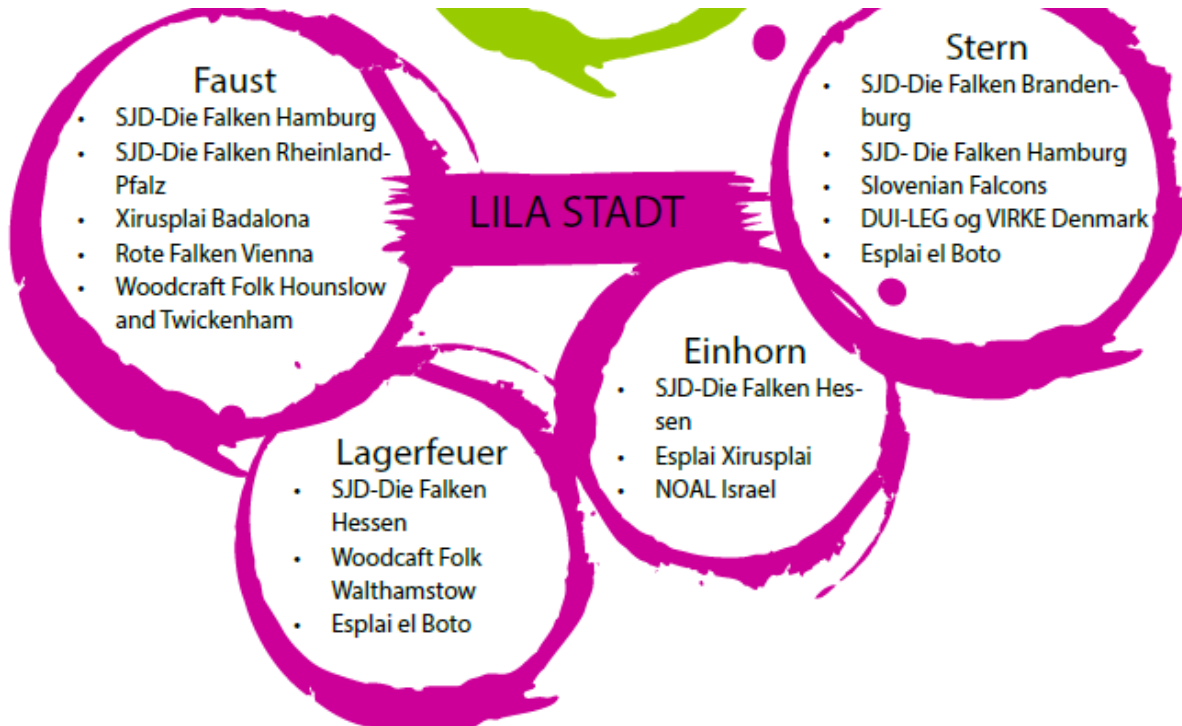 Faust
• SJD-Die Falken Hamburg
• SJD-Die Falken Rheinland-
Pfalz
• Xirusplai Badalona
• Rote Falken Vienna
• Woodcraft Folk Hounslow
and Twickenham
LILA STADT
Stern
• SJD-Die Falken Branden-
burg
• SJD- Die Falken Hamburg
• Slovenian Falcons
• DUI-LEG og VIRKE Denmark
• Esplai el Boto
Lagerfeuer
• SJD-Die Falken
Hessen
• Woodcaft Folk
Walthamstow
• Esplai el Boto
Einhorn
• SJD-Die Falken Hes-
sen
• Esplai Xirusplai
• NOAL Israel